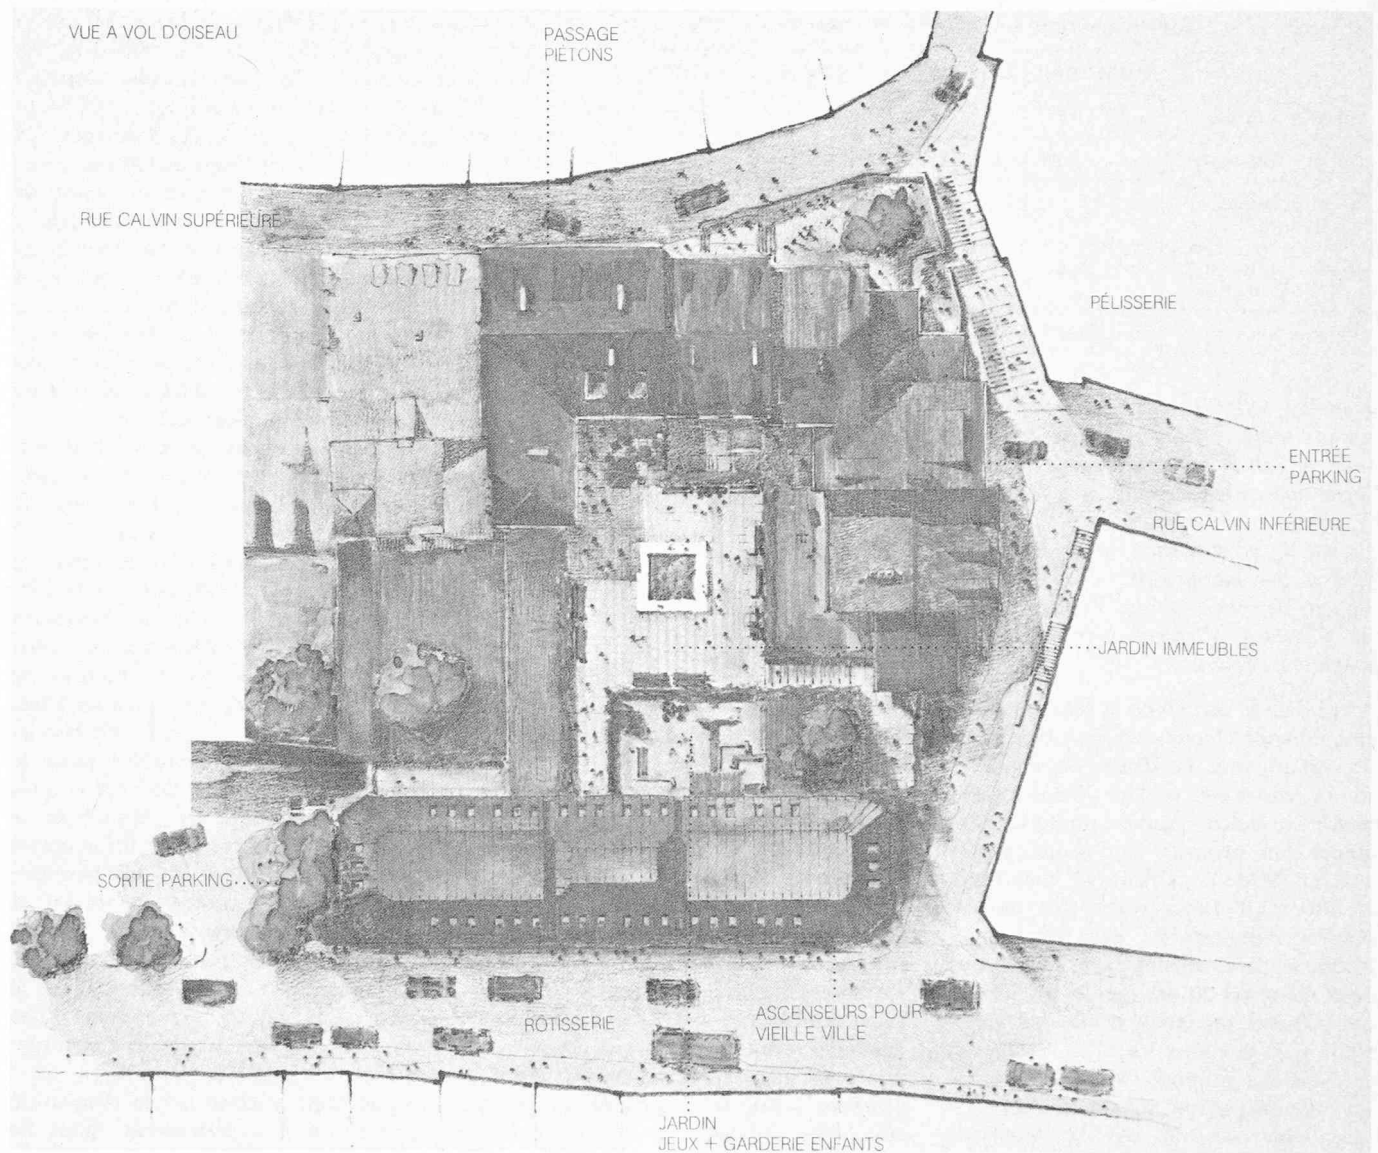 VUE A VOL D'OISEAU
PASSAGE
PIÉTONS
RUE CALVIN SUPÉRIEURE
PÉLISSERIE
ENTRÉE
PARKING
RUE CALVIN INFÉRIEURE
JARDIN IMMEUBLES
SORTIE PARKING
RÔTISSERIE
ASCENSEURS POUR
VIEILLE VILLE
JARDIN
JEUX + GARDERIE ENFANTS